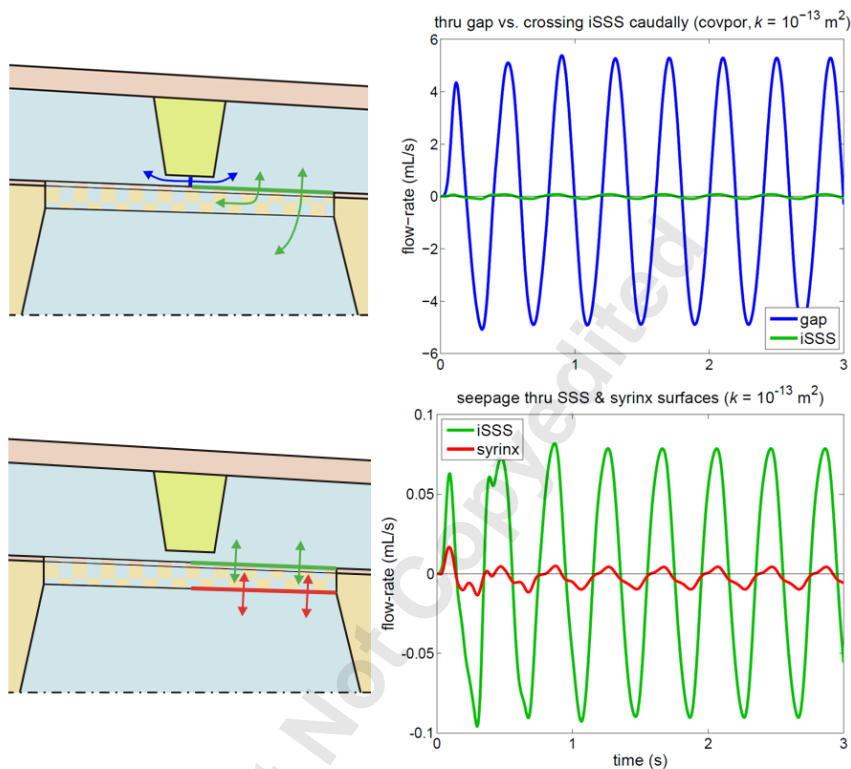 thru gap vs. crossing iSSS caudally (covpor, k = 10⁻¹³ m²)
flow−rate (mL/s)
6
4
2
0
−2
−4
−6
gap
iSSS
0 1 2 3
seepage thru SSS & syrinx surfaces (k = 10⁻¹³ m²)
flow-rate (mL/s)
0.1
0.05
0
-0.05
-0.1
iSSS
syrinx
0 1 2 3
time (s)
Not Copyedited